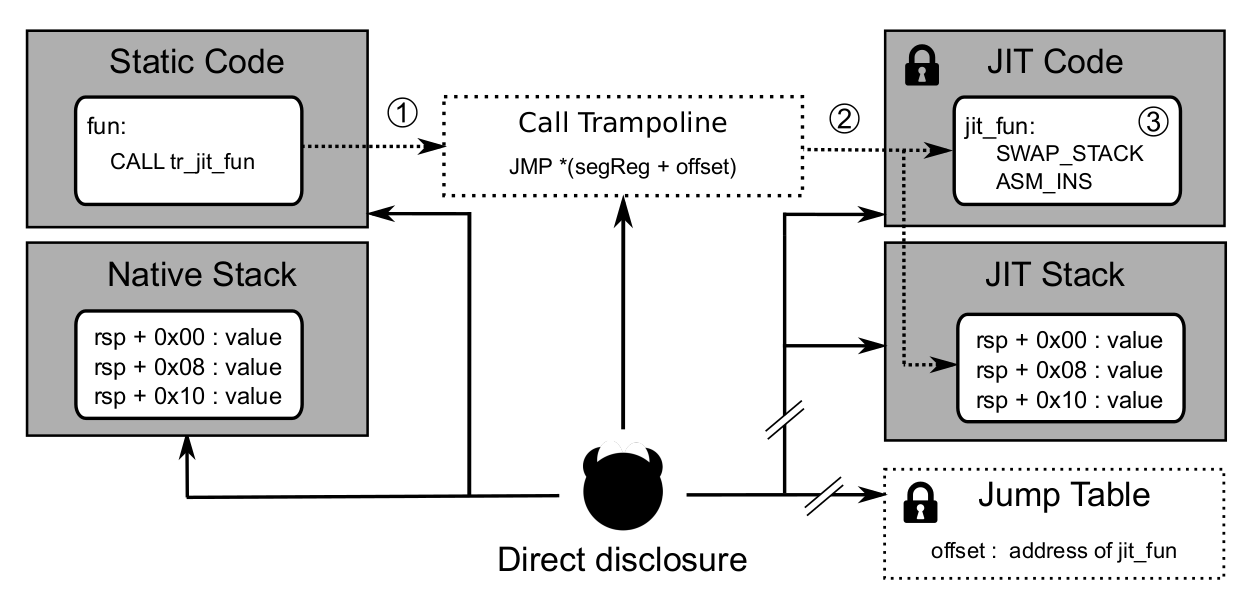 Static Code
fun:
CALL tr_jit_fun
①
Call Trampoline
JMP *(segReg + offset)
②
JIT Code
jit_fun:
③
SWAP_STACK
ASM_INS
Native Stack
rsp + 0x00 : value
rsp + 0x08 : value
rsp + 0x10 : value
JIT Stack
rsp + 0x00 : value
rsp + 0x08 : value
rsp + 0x10 : value
Direct disclosure
Jump Table
offset : address of jit_fun